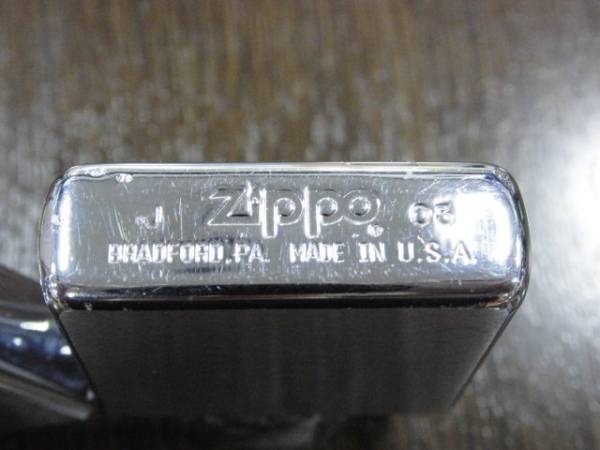 J Zippo 03
BRADFORD.PA. MADE IN U.S.A.